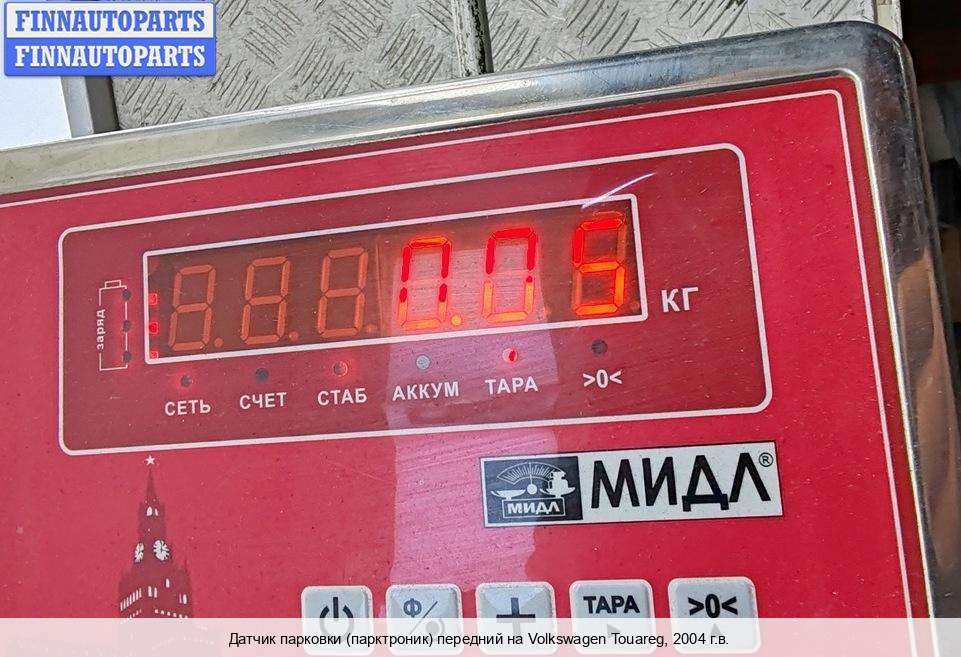 FINNAUTOPARTS
FINNAUTOPARTS
0.05
КГ
заряд
СЕТЬ СЧЕТ СТАБ АККУМ ТАРА >0<
МИДЛ МИДЛ®
Ф/ + ТАРА >0<
Датчик парковки (парктроник) передний на Volkswagen Touareg, 2004 г.в.